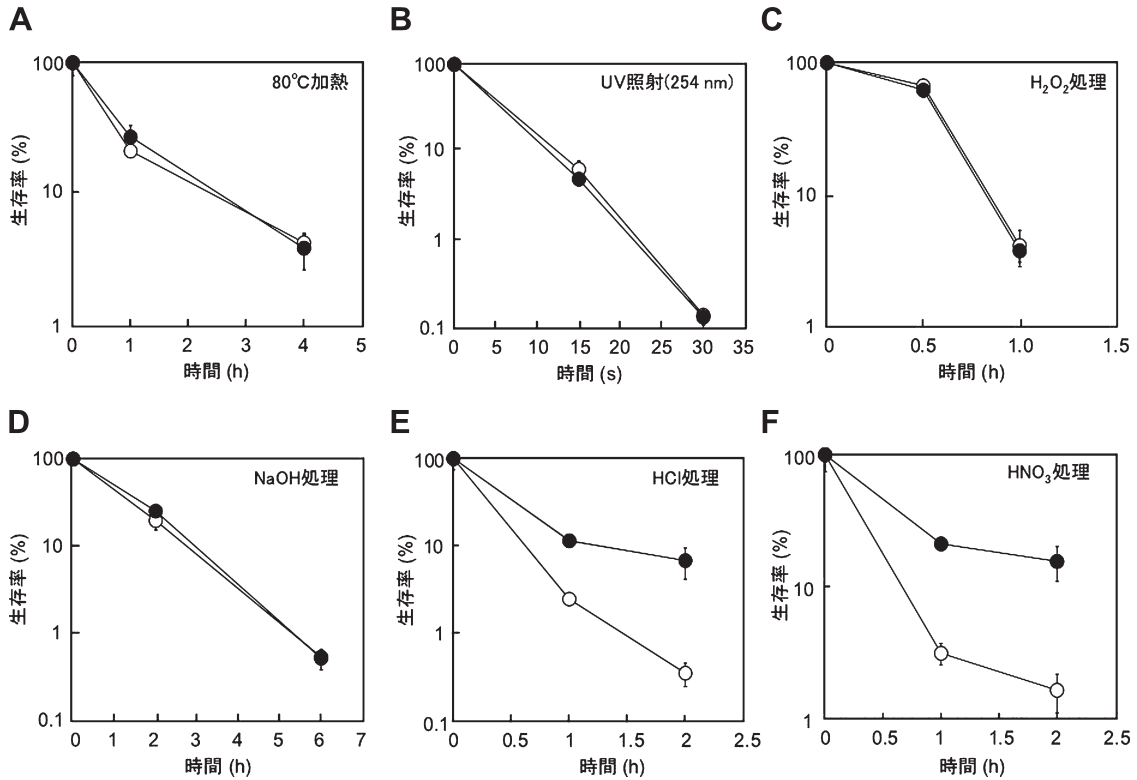 A
100
10
1
0 1 2 3 4 5
80℃加熱
生存率 (%)
時間 (h)
B
100
10
1
0.1
0 5 10 15 20 25 30 35
UV照射(254 nm)
生存率 (%)
時間 (s)
C
100
10
1
0 0.5 1.0 1.5
H₂O₂処理
生存率 (%)
時間 (h)
D
100
10
1
0.1
0 1 2 3 4 5 6 7
NaOH処理
生存率 (%)
時間 (h)
E
100
10
1
0.1
0 0.5 1 1.5 2 2.5
HCl処理
生存率 (%)
時間 (h)
F
100
10
1
0 0.5 1 1.5 2 2.5
HNO₃処理
生存率 (%)
時間 (h)